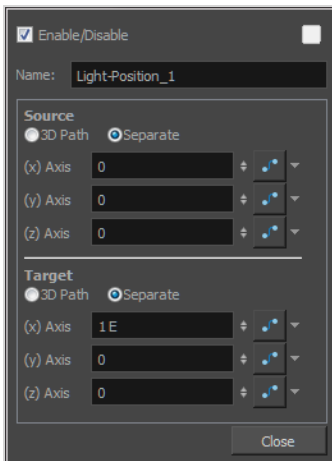 Enable/Disable
Name: Light-Position_1
Source
3D Path Separate
(x) Axis 0
(y) Axis 0
(z) Axis 0
Target
3D Path Separate
(x) Axis 1 E
(y) Axis 0
(z) Axis 0
Close